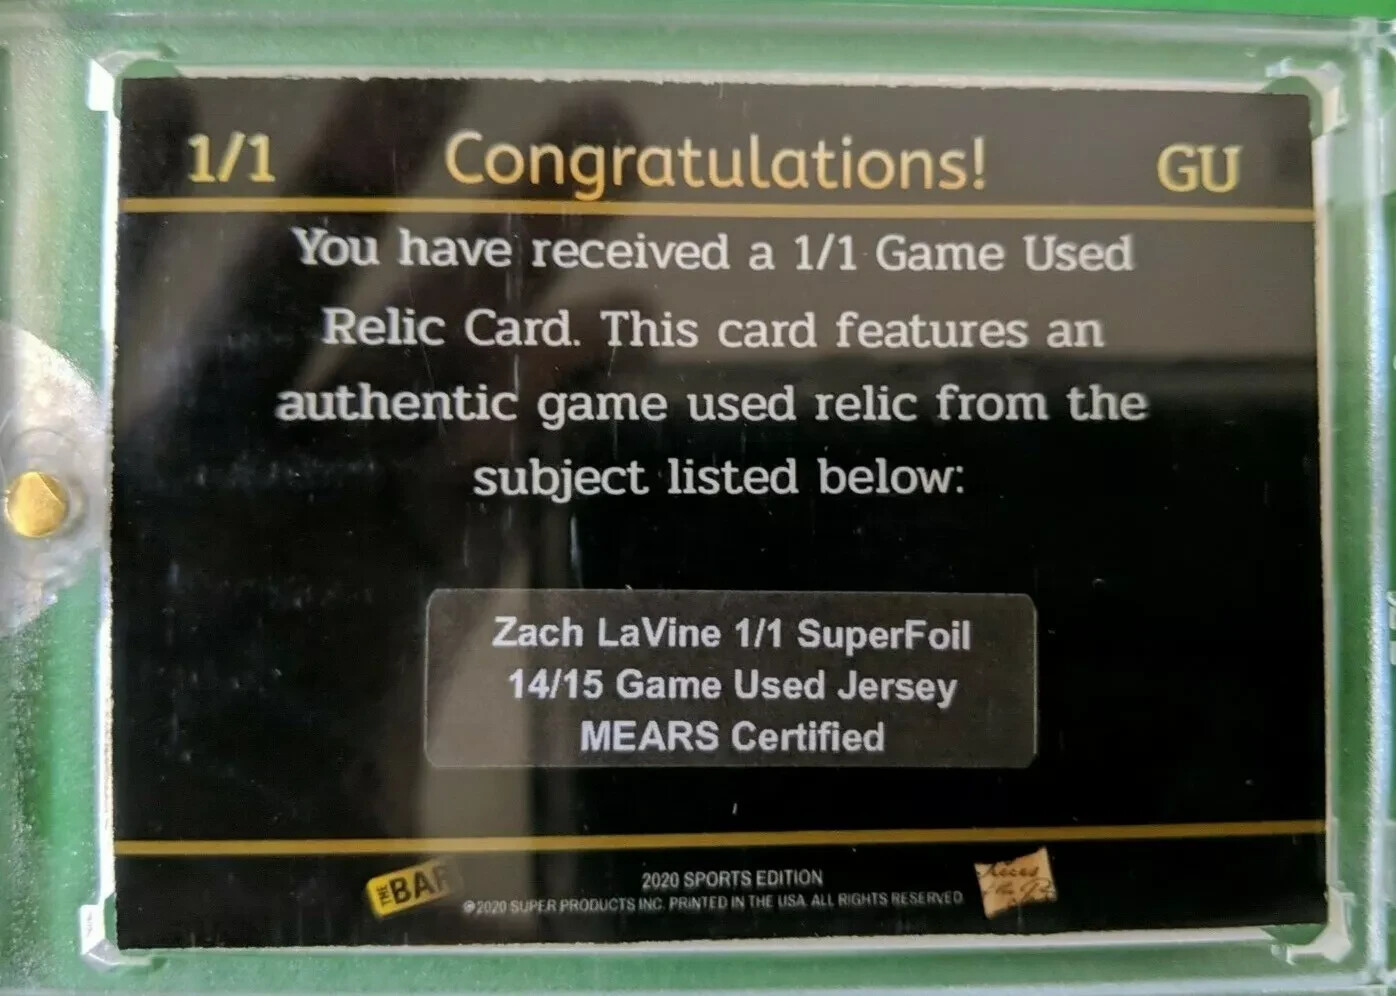 1/1 Congratulations! GU
You have received a 1/1 Game Used
Relic Card. This card features an
authentic game used relic from the
subject listed below:
Zach LaVine 1/1 SuperFoil
14/15 Game Used Jersey
MEARS Certified
THE BAR
2020 SPORTS EDITION
©2020 SUPER PRODUCTS INC. PRINTED IN THE USA. ALL RIGHTS RESERVED.